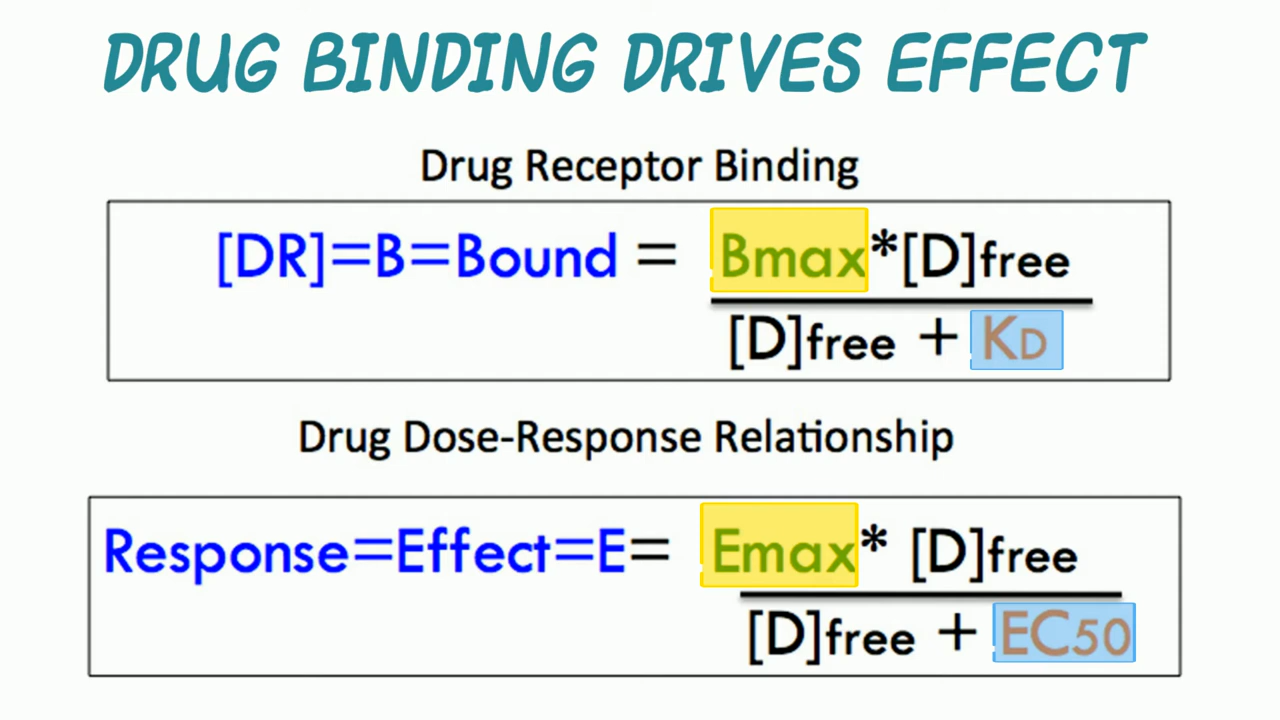 DRUG BINDING DRIVES EFFECT
Drug Receptor Binding
[DR]=B=Bound = Bmax*[D]free
[D]free + KD
Drug Dose-Response Relationship
Response=Effect=E= Emax* [D]free
[D]free + EC50